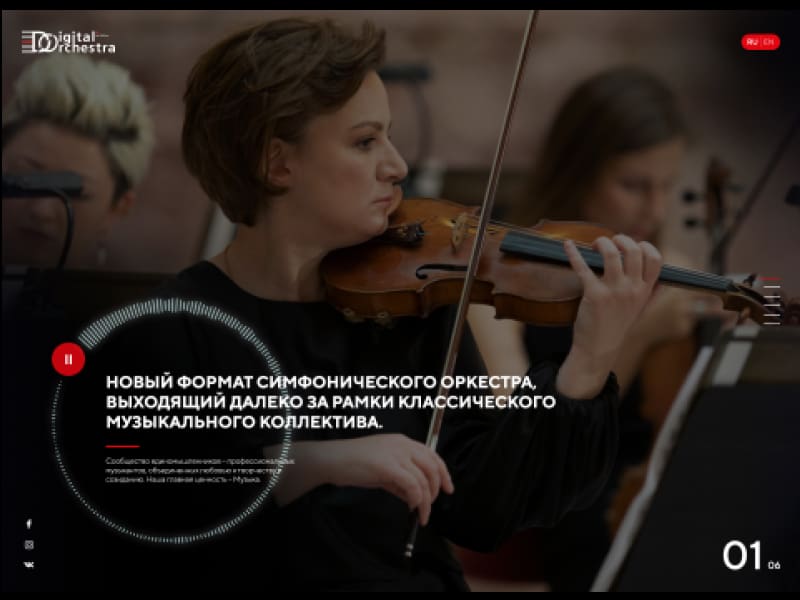 Digital
Orchestra
RU EN
НОВЫЙ ФОРМАТ СИМФОНИЧЕСКОГО ОРКЕСТРА,
ВЫХОДЯЩИЙ ДАЛЕКО ЗА РАМКИ КЛАССИЧЕСКОГО
МУЗЫКАЛЬНОГО КОЛЛЕКТИВА.
Сообщество единомышленников – профессиональных
музыкантов, объединенных любовью к творчеству и
созиданию. Наша главная ценность – Музыка.
01 06